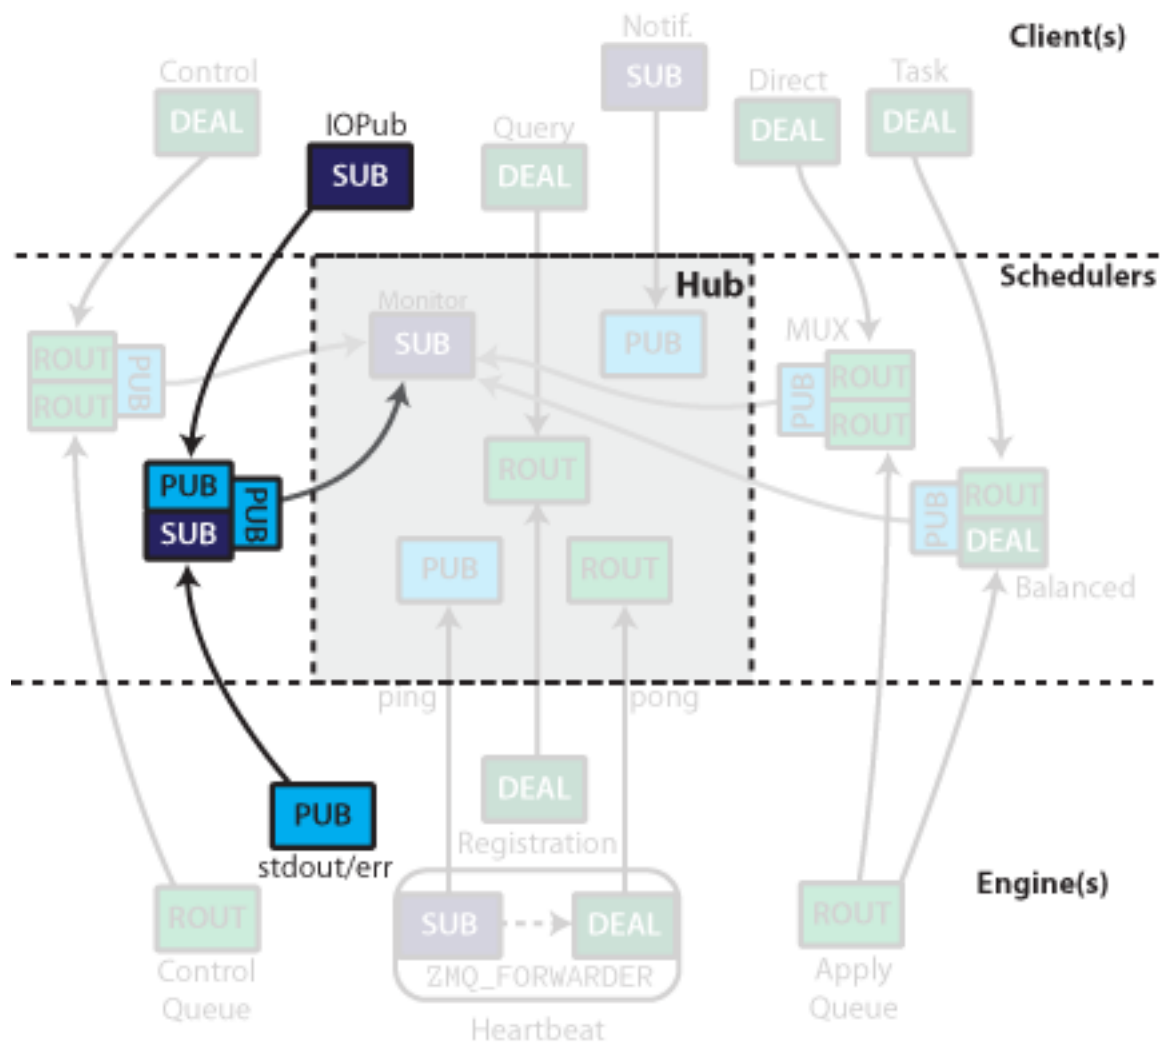 Client(s)
Notif.
SUB
Control
DEAL
IOPub
SUB
Query
DEAL
Direct
DEAL
Task
DEAL
Schedulers
Hub
Monitor
SUB
PUB
MUX
ROUT
ROUT
PUB
PUB
ROUT
ROUT
PUB
SUB
PUB
ROUT
PUB
ROUT
DEAL
Balanced
PUB
ROUT
ping
pong
DEAL
Registration
PUB
stdout/err
Engine(s)
ROUT
Control
Queue
SUB
DEAL
ZMQ_FORWARDER
Heartbeat
ROUT
Apply
Queue